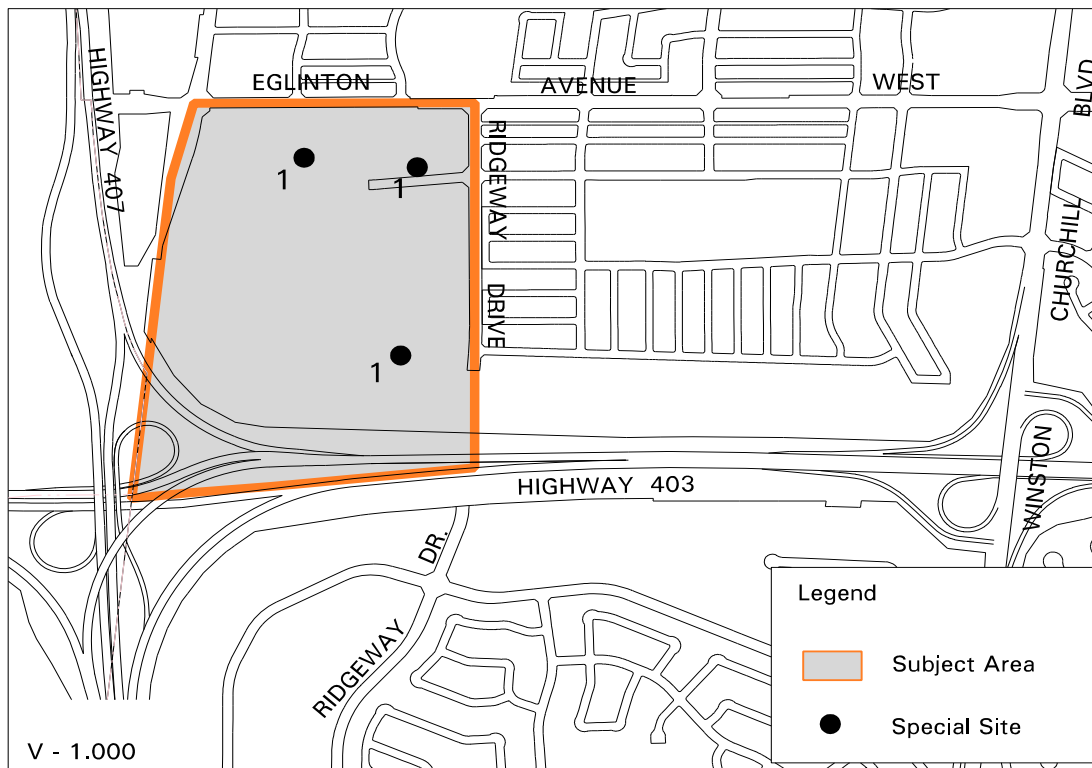 EGLINTON AVENUE WEST
HIGHWAY 407
BLVD
1
1
RIDGEWAY DRIVE
CHURCHILL
1
WINSTON
HIGHWAY 403
DR.
RIDGEWAY
Legend
Subject Area
Special Site
V - 1.000